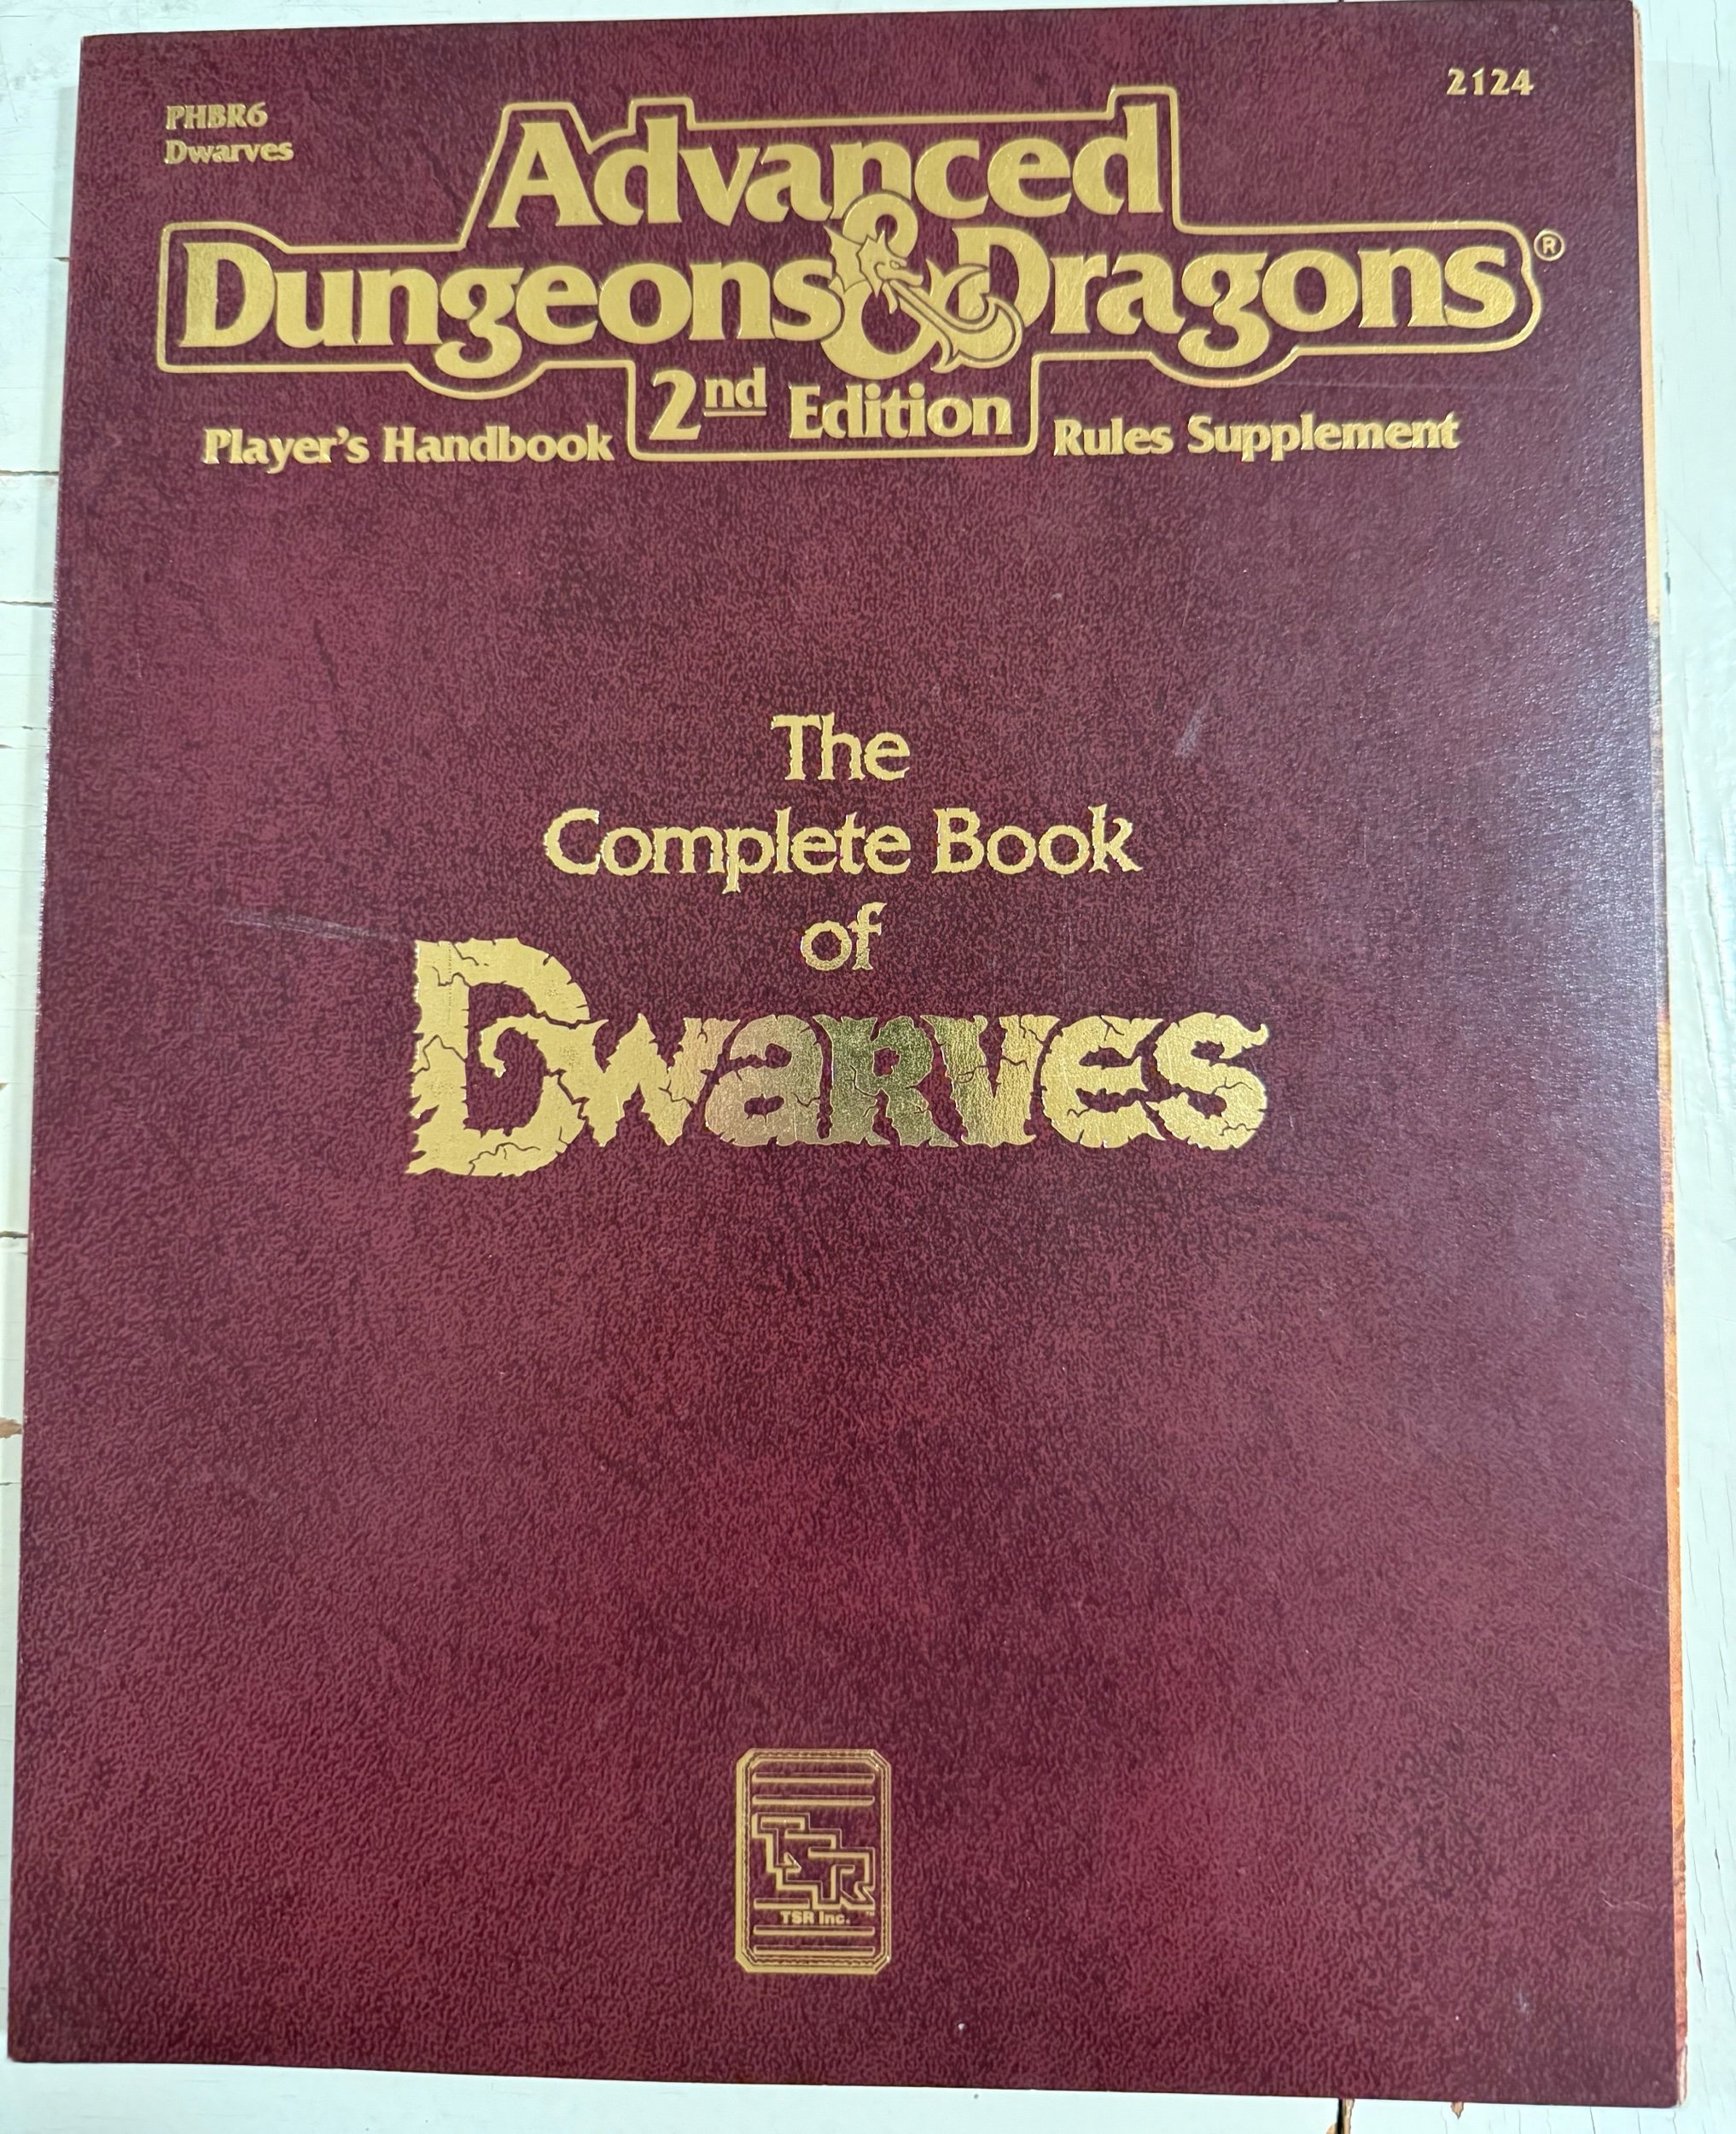 PHBR6
Dwarves
2124
Advanced
Dungeons & Dragons®
2nd Edition
Player's Handbook Rules Supplement
The
Complete Book
of
Dwarves
TSR
TSR Inc.™